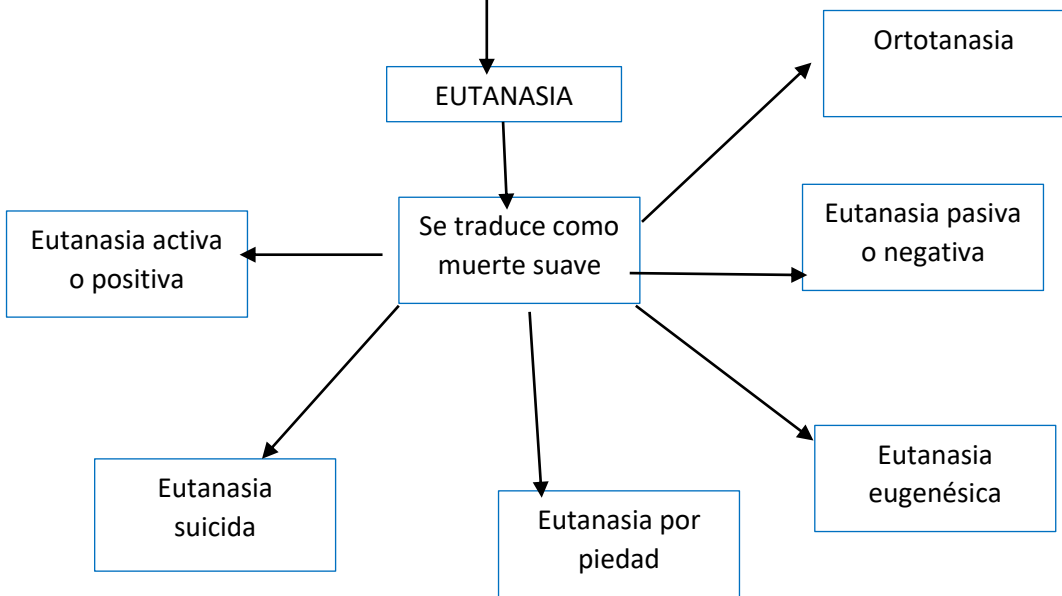 Ortotanasia
EUTANASIA
Se traduce como
muerte suave
Eutanasia pasiva
o negativa
Eutanasia activa
o positiva
Eutanasia
eugenésica
Eutanasia
suicida
Eutanasia por
piedad